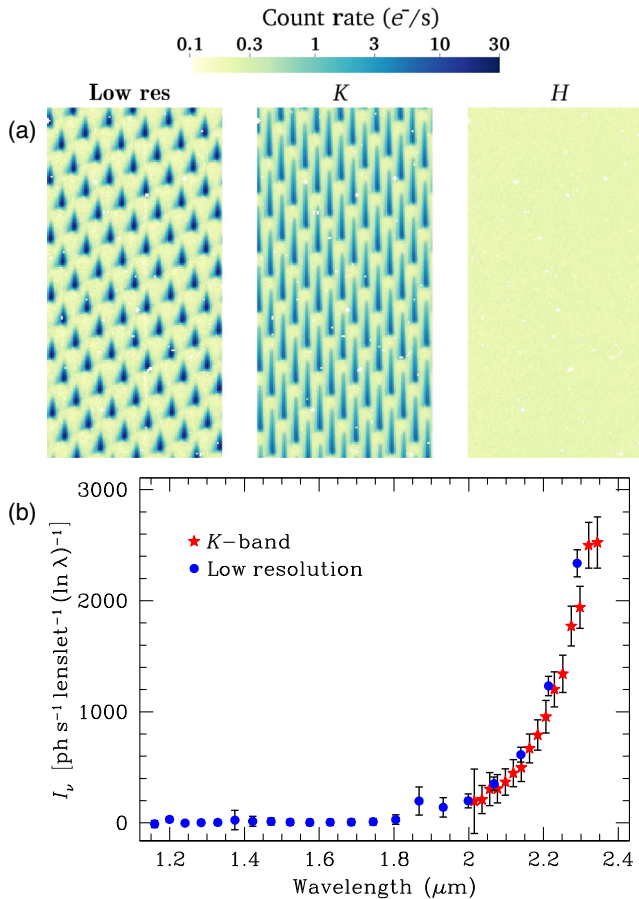 Count rate (e⁻/s)
0.1 0.3 1 3 10 30
Low res K H
(a)
(b)
3000
2000
1000
0
I_ν [ph s⁻¹ lenslet⁻¹ (ln λ)⁻¹]
K−band
Low resolution
1.2 1.4 1.6 1.8 2 2.2 2.4
Wavelength (μm)